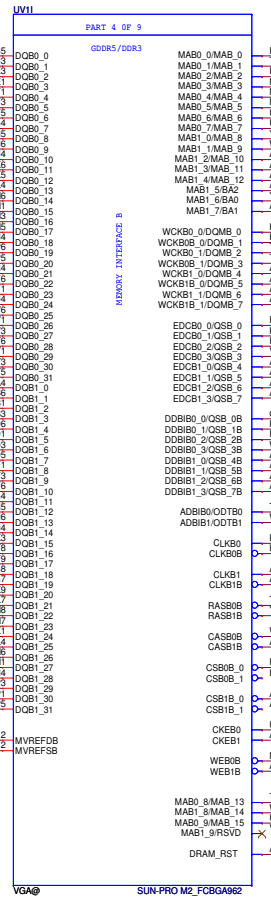 UV1I
PART 4 OF 9
GDDR5/DDR3
MEMORY INTERFACE B
DQB0_0
DQB0_1
DQB0_2
DQB0_3
DQB0_4
DQB0_5
DQB0_6
DQB0_7
DQB0_8
DQB0_9
DQB0_10
DQB0_11
DQB0_12
DQB0_13
DQB0_14
DQB0_15
DQB0_16
DQB0_17
DQB0_18
DQB0_19
DQB0_20
DQB0_21
DQB0_22
DQB0_23
DQB0_24
DQB0_25
DQB0_26
DQB0_27
DQB0_28
DQB0_29
DQB0_30
DQB0_31
DQB1_0
DQB1_1
DQB1_2
DQB1_3
DQB1_4
DQB1_5
DQB1_6
DQB1_7
DQB1_8
DQB1_9
DQB1_10
DQB1_11
DQB1_12
DQB1_13
DQB1_14
DQB1_15
DQB1_16
DQB1_17
DQB1_18
DQB1_19
DQB1_20
DQB1_21
DQB1_22
DQB1_23
DQB1_24
DQB1_25
DQB1_26
DQB1_27
DQB1_28
DQB1_29
DQB1_30
DQB1_31
MVREFDB
MVREFSB
MAB0_0/MAB_0
MAB0_1/MAB_1
MAB0_2/MAB_2
MAB0_3/MAB_3
MAB0_4/MAB_4
MAB0_5/MAB_5
MAB0_6/MAB_6
MAB0_7/MAB_7
MAB1_0/MAB_8
MAB1_1/MAB_9
MAB1_2/MAB_10
MAB1_3/MAB_11
MAB1_4/MAB_12
MAB1_5/BA2
MAB1_6/BA0
MAB1_7/BA1
WCKB0_0/DQMB_0
WCKB0B_0/DQMB_1
WCKB0_1/DQMB_2
WCKB0B_1/DQMB_3
WCKB1_0/DQMB_4
WCKB1B_0/DQMB_5
WCKB1_1/DQMB_6
WCKB1B_1/DQMB_7
EDCB0_0/QSB_0
EDCB0_1/QSB_1
EDCB0_2/QSB_2
EDCB0_3/QSB_3
EDCB1_0/QSB_4
EDCB1_1/QSB_5
EDCB1_2/QSB_6
EDCB1_3/QSB_7
DDBIB0_0/QSB_0B
DDBIB0_1/QSB_1B
DDBIB0_2/QSB_2B
DDBIB0_3/QSB_3B
DDBIB1_0/QSB_4B
DDBIB1_1/QSB_5B
DDBIB1_2/QSB_6B
DDBIB1_3/QSB_7B
ADBIB0/ODTB0
ADBIB1/ODTB1
CLKB0
CLKB0B
CLKB1
CLKB1B
RASB0B
RASB1B
CASB0B
CASB1B
CSB0B_0
CSB0B_1
CSB1B_0
CSB1B_1
CKEB0
CKEB1
WEB0B
WEB1B
MAB0_8/MAB_13
MAB1_8/MAB_14
MAB0_9/MAB_15
MAB1_9/RSVD
DRAM_RST
VGA@
SUN-PRO M2_FCBGA962